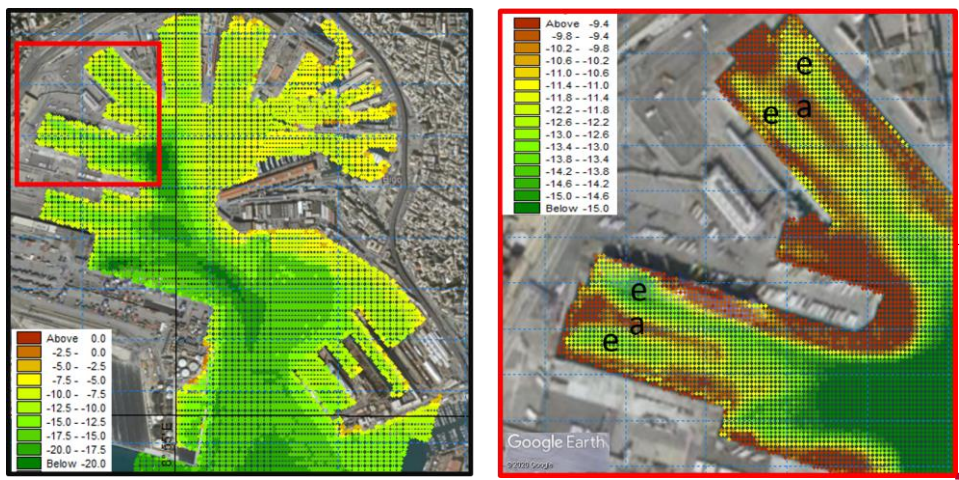 Above 0.0
-2.5 - 0.0
-5.0 - -2.5
-7.5 - -5.0
-10.0 - -7.5
-12.5 - -10.0
-15.0 - -12.5
-17.5 - -15.0
-20.0 - -17.5
Below -20.0
Above -9.4
-9.8 - -9.4
-10.2 - -9.8
-10.6 - -10.2
-11.0 - -10.6
-11.4 - -11.0
-11.8 - -11.4
-12.2 - -11.8
-12.6 - -12.2
-13.0 - -12.6
-13.4 - -13.0
-13.8 - -13.4
-14.2 - -13.8
-14.6 - -14.2
-15.0 - -14.6
Below -15.0
e
a
e
e
a
e
Google Earth
©2020 Google